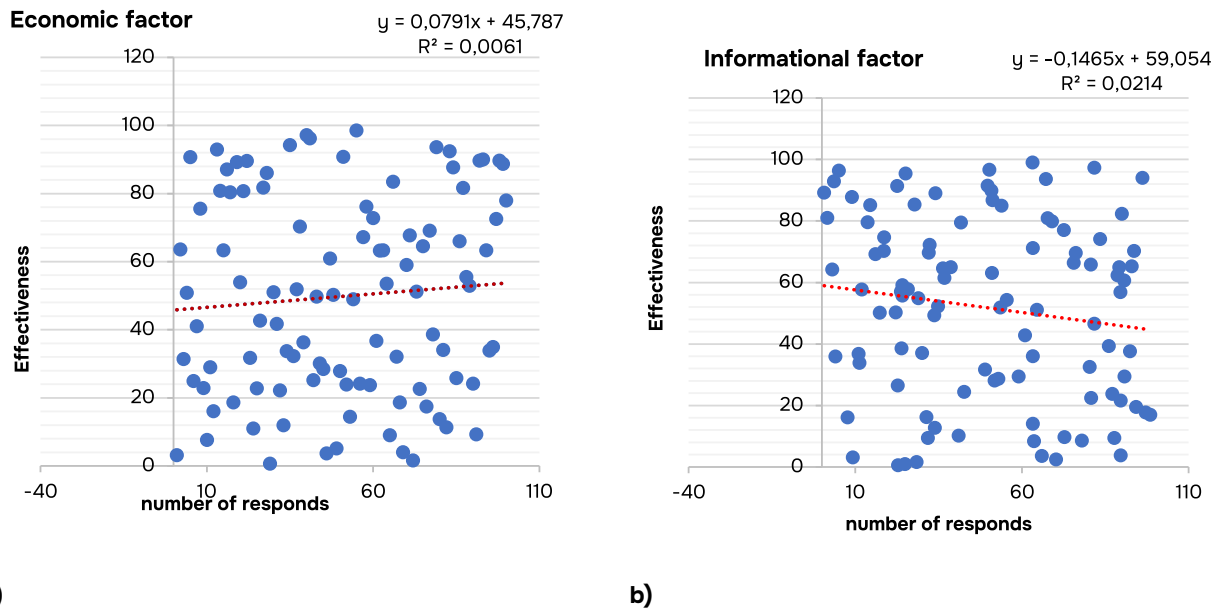 Economic factor
y = 0,0791x + 45,787
R² = 0,0061
120
100
80
60
40
20
0
-40
10
60
110
Effectiveness
number of responds
)
Informational factor
y = -0,1465x + 59,054
R² = 0,0214
120
100
80
60
40
20
0
-40
10
60
110
Effectiveness
number of responds
b)